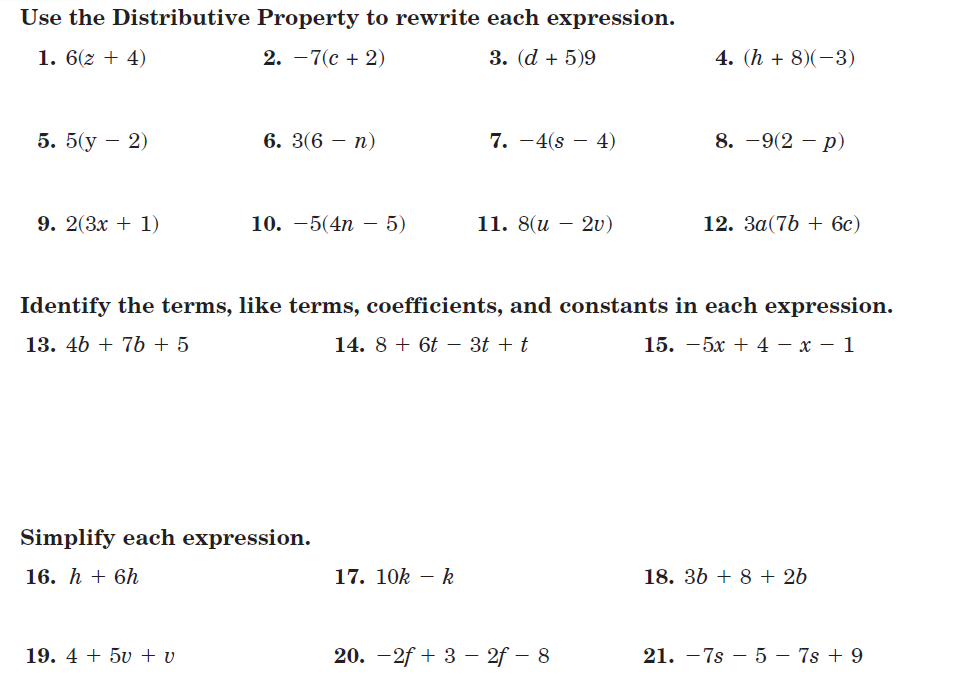 Use the Distributive Property to rewrite each expression.
1. 6(z + 4) 2. −7(c + 2) 3. (d + 5)9 4. (h + 8)(−3)
5. 5(y − 2) 6. 3(6 − n) 7. −4(s − 4) 8. −9(2 − p)
9. 2(3x + 1) 10. −5(4n − 5) 11. 8(u − 2v) 12. 3a(7b + 6c)
Identify the terms, like terms, coefficients, and constants in each expression.
13. 4b + 7b + 5 14. 8 + 6t − 3t + t 15. −5x + 4 − x − 1
Simplify each expression.
16. h + 6h 17. 10k − k 18. 3b + 8 + 2b
19. 4 + 5v + v 20. −2f + 3 − 2f − 8 21. −7s − 5 − 7s + 9